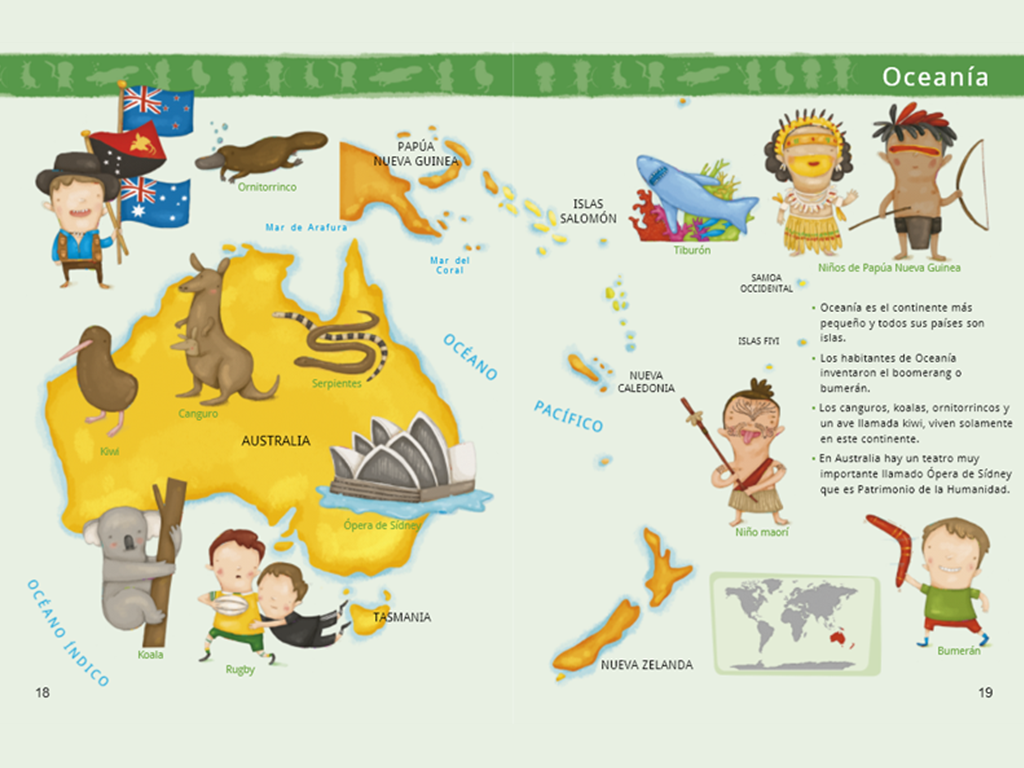 Oceanía
Ornitorrinco
PAPÚA
NUEVA GUINEA
Mar de Arafura
Mar del
Coral
ISLAS
SALOMÓN
Tiburón
Niños de Papúa Nueva Guinea
SAMOA
OCCIDENTAL
ISLAS FIYI
NUEVA
CALEDONIA
OCÉANO
PACÍFICO
Serpientes
Canguro
Kiwi
AUSTRALIA
Ópera de Sídney
Koala
Rugby
TASMANIA
OCÉANO ÍNDICO
Niño maorí
NUEVA ZELANDA
• Oceanía es el continente más
pequeño y todos sus países son
islas.
• Los habitantes de Oceanía
inventaron el boomerang o
bumerán.
• Los canguros, koalas, ornitorrincos y
un ave llamada kiwi, viven solamente
en este continente.
• En Australia hay un teatro muy
importante llamado Ópera de Sídney
que es Patrimonio de la Humanidad.
Bumerán
18
19